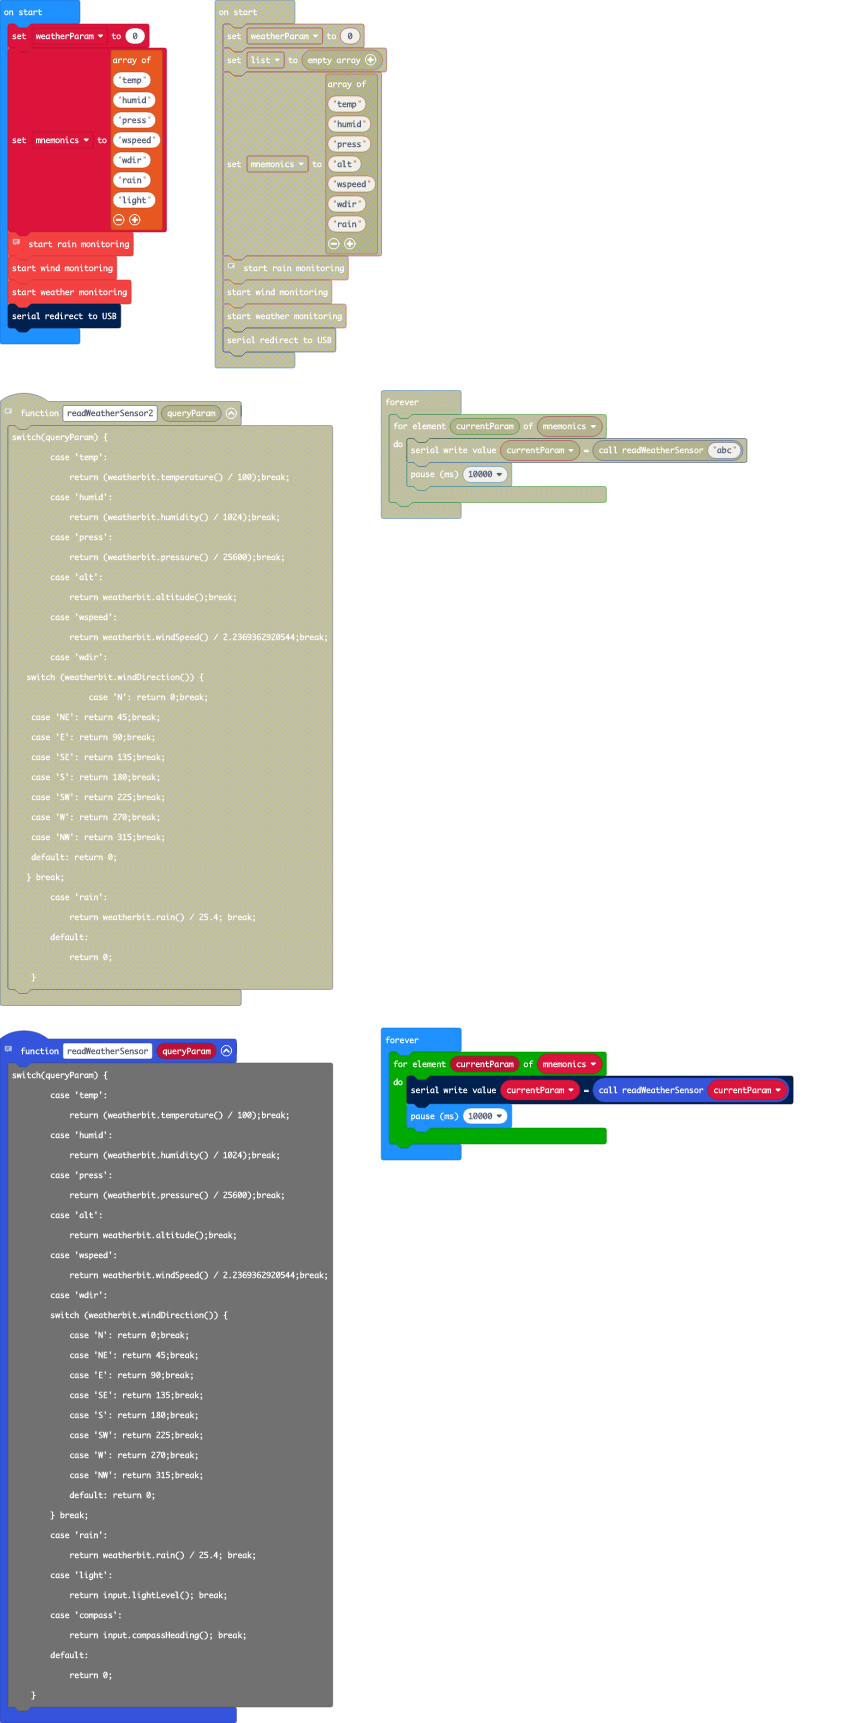 on start
set weatherParam to 0
array of
"temp"
"humid"
"press"
set mnemonics to "wspeed"
"wdir"
"rain"
"light"
start rain monitoring
start wind monitoring
start weather monitoring
serial redirect to USB
on start
set weatherParam to 0
set list to empty array
array of
"temp"
"humid"
"press"
set mnemonics to "alt"
"wspeed"
"wdir"
"rain"
start rain monitoring
start wind monitoring
start weather monitoring
serial redirect to USB
function readWeatherSensor2 queryParam
switch(queryParam) {
case 'temp':
return (weatherbit.temperature() / 100);break;
case 'humid':
return (weatherbit.humidity() / 1024);break;
case 'press':
return (weatherbit.pressure() / 25600);break;
case 'alt':
return weatherbit.altitude();break;
case 'wspeed':
return weatherbit.windSpeed() / 2.2369362920544;break;
case 'wdir':
switch (weatherbit.windDirection()) {
case 'N': return 0;break;
case 'NE': return 45;break;
case 'E': return 90;break;
case 'SE': return 135;break;
case 'S': return 180;break;
case 'SW': return 225;break;
case 'W': return 270;break;
case 'NW': return 315;break;
default: return 0;
} break;
case 'rain':
return weatherbit.rain() / 25.4; break;
default:
return 0;
}
forever
for element currentParam of mnemonics
do
serial write value currentParam = call readWeatherSensor "abc"
pause (ms) 10000
function readWeatherSensor queryParam
switch(queryParam) {
case 'temp':
return (weatherbit.temperature() / 100);break;
case 'humid':
return (weatherbit.humidity() / 1024);break;
case 'press':
return (weatherbit.pressure() / 25600);break;
case 'alt':
return weatherbit.altitude();break;
case 'wspeed':
return weatherbit.windSpeed() / 2.2369362920544;break;
case 'wdir':
switch (weatherbit.windDirection()) {
case 'N': return 0;break;
case 'NE': return 45;break;
case 'E': return 90;break;
case 'SE': return 135;break;
case 'S': return 180;break;
case 'SW': return 225;break;
case 'W': return 270;break;
case 'NW': return 315;break;
default: return 0;
} break;
case 'rain':
return weatherbit.rain() / 25.4; break;
case 'light':
return input.lightLevel(); break;
case 'compass':
return input.compassHeading(); break;
default:
return 0;
}
forever
for element currentParam of mnemonics
do
serial write value currentParam = call readWeatherSensor currentParam
pause (ms) 10000